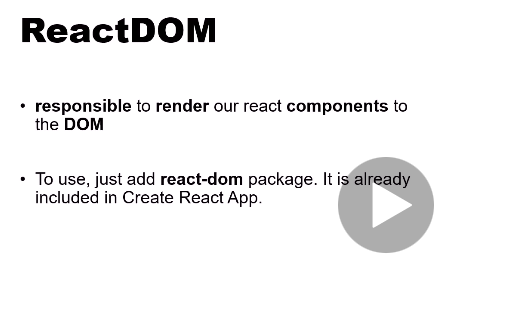 ReactDOM
• responsible to render our react components to
the DOM
• To use, just add react-dom package. It is already
included in Create React App.